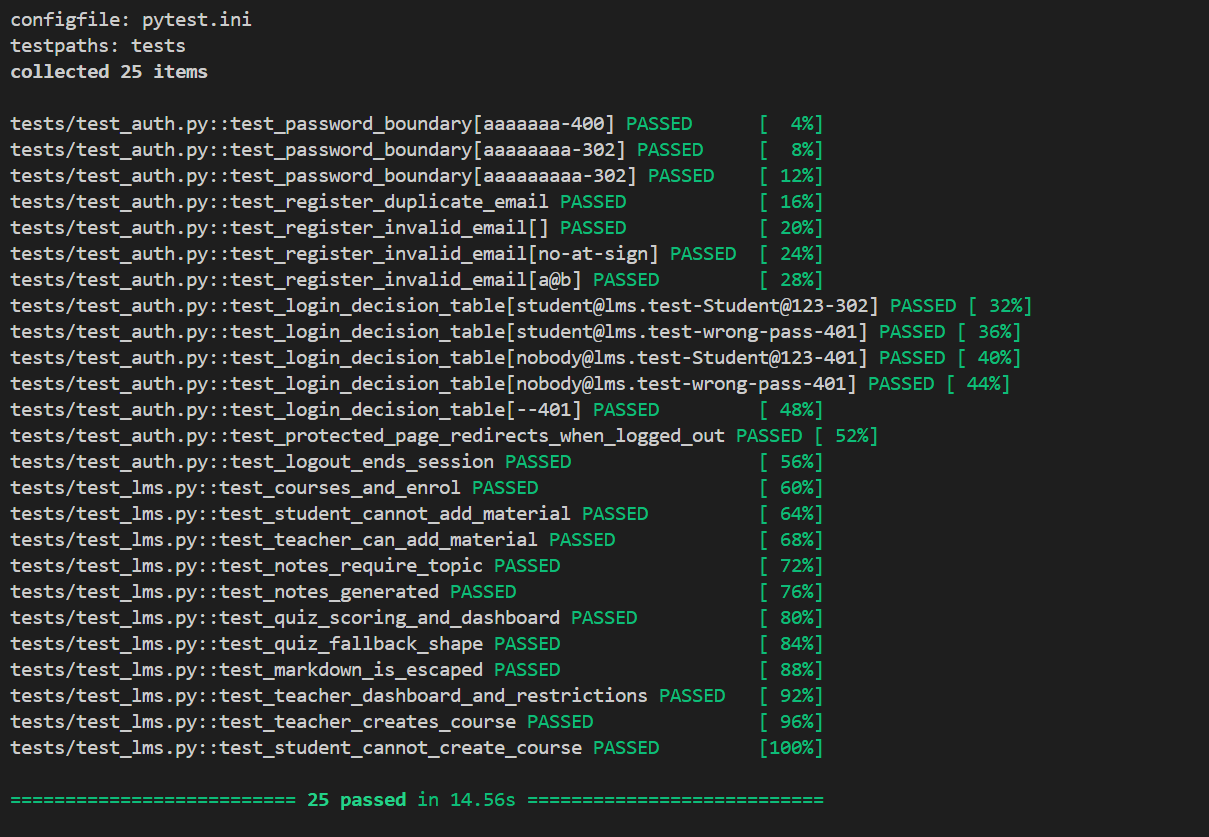 configfile: pytest.ini
testpaths: tests
collected 25 items
tests/test_auth.py::test_password_boundary[aaaaaaa-400] PASSED [  4%]
tests/test_auth.py::test_password_boundary[aaaaaaaa-302] PASSED [  8%]
tests/test_auth.py::test_password_boundary[aaaaaaaaa-302] PASSED [ 12%]
tests/test_auth.py::test_register_duplicate_email PASSED [ 16%]
tests/test_auth.py::test_register_invalid_email[] PASSED [ 20%]
tests/test_auth.py::test_register_invalid_email[no-at-sign] PASSED [ 24%]
tests/test_auth.py::test_register_invalid_email[a@b] PASSED [ 28%]
tests/test_auth.py::test_login_decision_table[student@lms.test-Student@123-302] PASSED [ 32%]
tests/test_auth.py::test_login_decision_table[student@lms.test-wrong-pass-401] PASSED [ 36%]
tests/test_auth.py::test_login_decision_table[nobody@lms.test-Student@123-401] PASSED [ 40%]
tests/test_auth.py::test_login_decision_table[nobody@lms.test-wrong-pass-401] PASSED [ 44%]
tests/test_auth.py::test_login_decision_table[--401] PASSED [ 48%]
tests/test_auth.py::test_protected_page_redirects_when_logged_out PASSED [ 52%]
tests/test_auth.py::test_logout_ends_session PASSED [ 56%]
tests/test_lms.py::test_courses_and_enrol PASSED [ 60%]
tests/test_lms.py::test_student_cannot_add_material PASSED [ 64%]
tests/test_lms.py::test_teacher_can_add_material PASSED [ 68%]
tests/test_lms.py::test_notes_require_topic PASSED [ 72%]
tests/test_lms.py::test_notes_generated PASSED [ 76%]
tests/test_lms.py::test_quiz_scoring_and_dashboard PASSED [ 80%]
tests/test_lms.py::test_quiz_fallback_shape PASSED [ 84%]
tests/test_lms.py::test_markdown_is_escaped PASSED [ 88%]
tests/test_lms.py::test_teacher_dashboard_and_restrictions PASSED [ 92%]
tests/test_lms.py::test_teacher_creates_course PASSED [ 96%]
tests/test_lms.py::test_student_cannot_create_course PASSED [100%]
========================== 25 passed in 14.56s ===========================